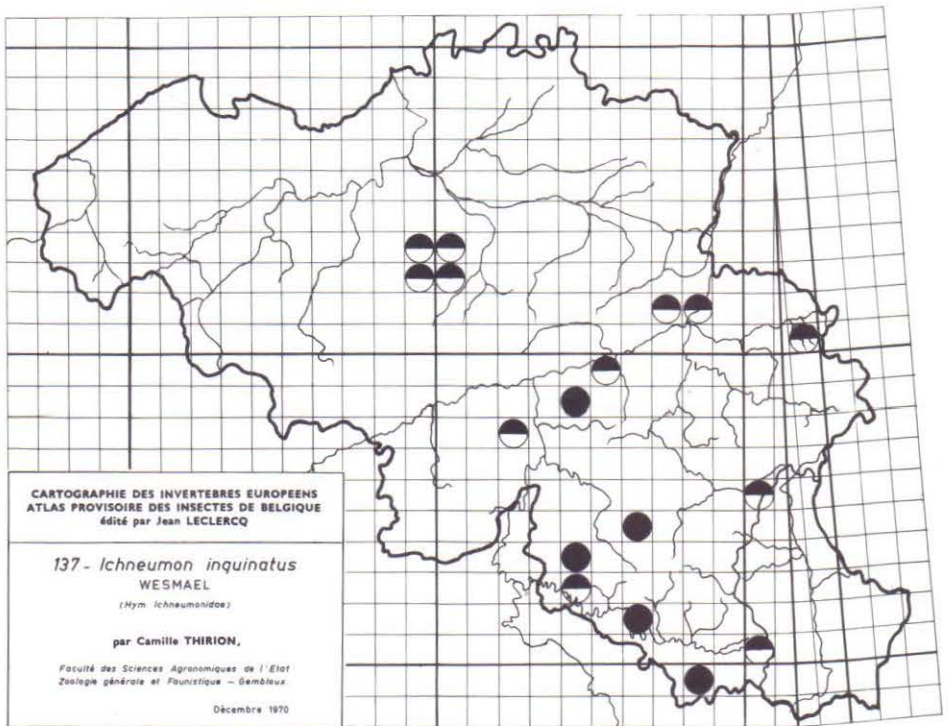 CARTOGRAPHIE DES INVERTEBRES EUROPEENS
ATLAS PROVISOIRE DES INSECTES DE BELGIQUE
édité par Jean LECLERCQ
137 - Ichneumon inquinatus
WESMAEL
(Hym Ichneumonidae)
par Camille THIRION,
Faculté des Sciences Agronomiques de l'Etat
Zoologie générale et Faunistique – Gembloux.
Décembre 1970